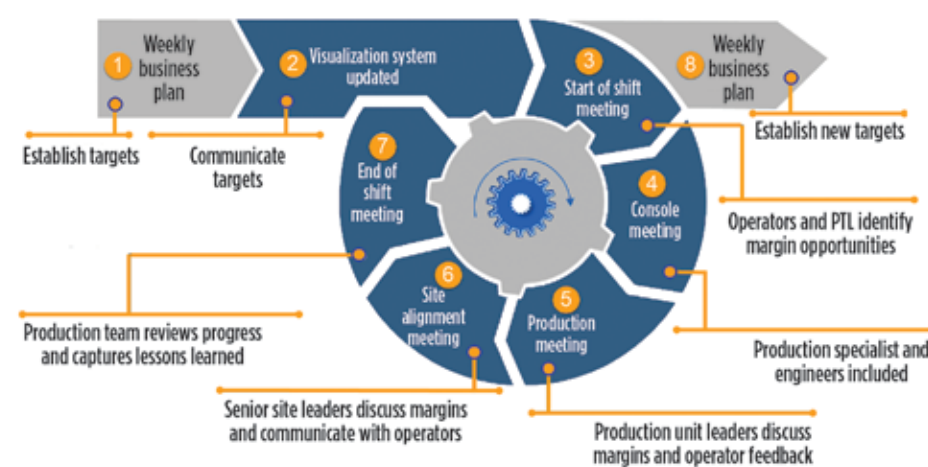 1
Weekly
business
plan
Establish targets
2
Visualization system
updated
Communicate
targets
3
Start of shift
meeting
Operators and PTL identify
margin opportunities
4
Console
meeting
Production specialist and
engineers included
5
Production
meeting
Production unit leaders discuss
margins and operator feedback
6
Site
alignment
meeting
Senior site leaders discuss margins
and communicate with operators
7
End of
shift
meeting
Production team reviews progress
and captures lessons learned
8
Weekly
business
plan
Establish new targets